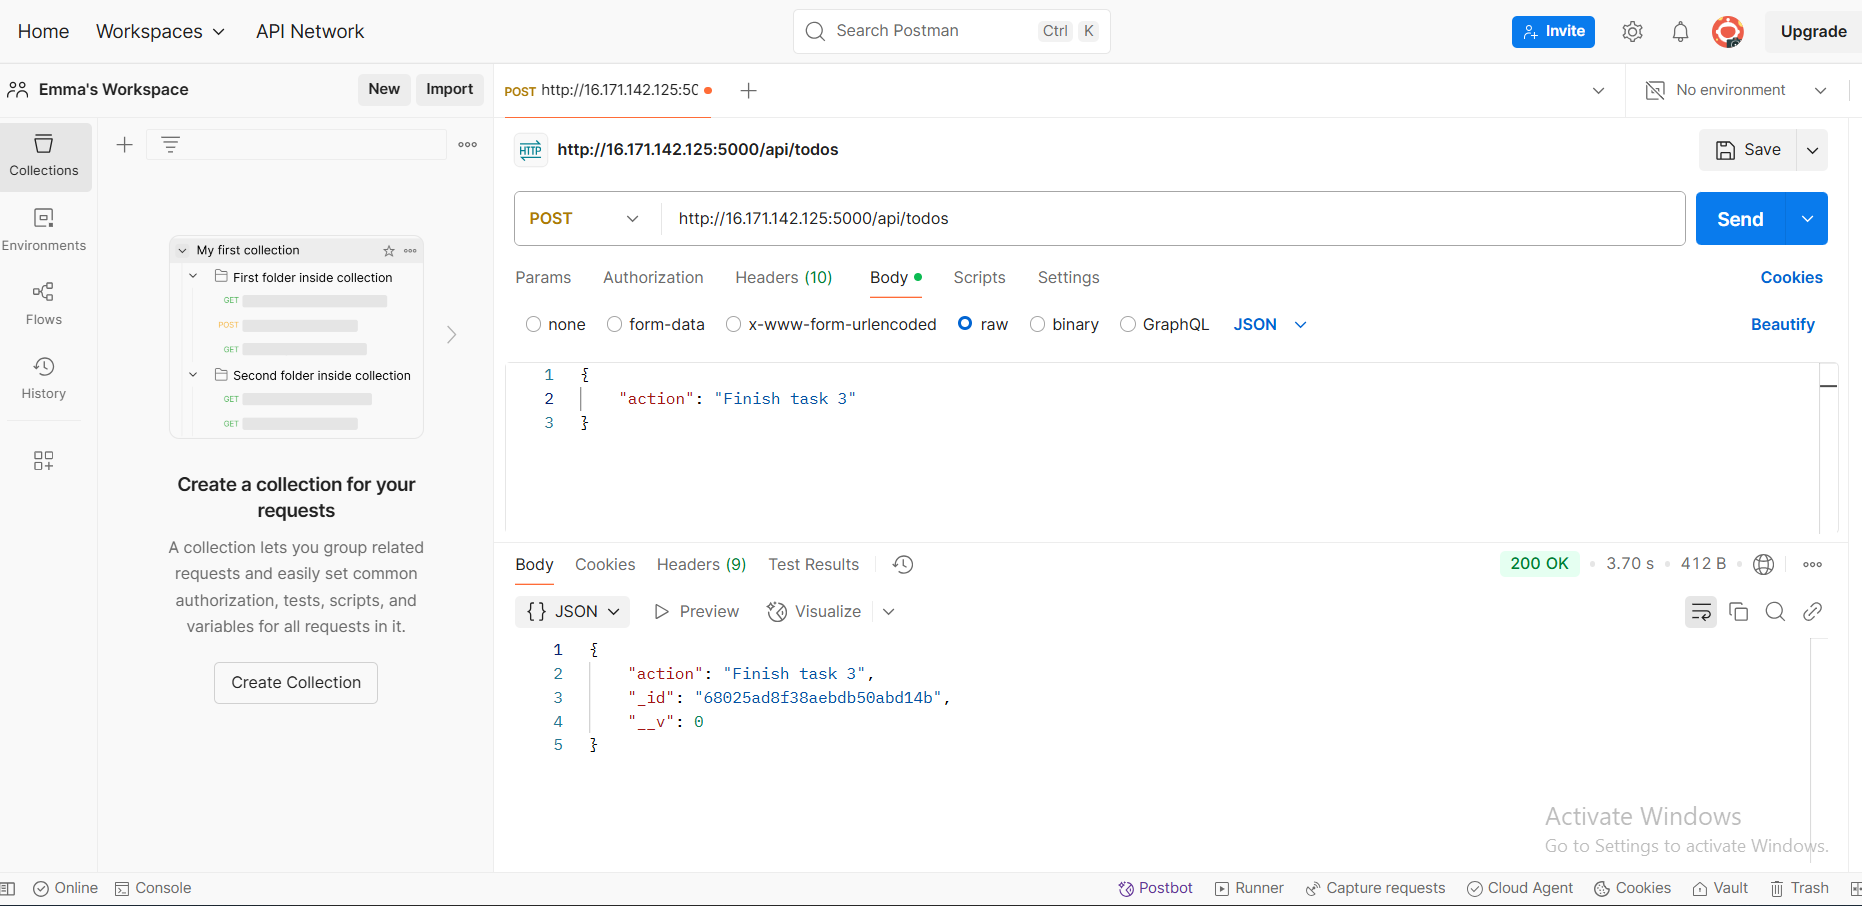 Home Workspaces API Network Search Postman Ctrl K Invite Upgrade
Emma's Workspace New Import POST http://16.171.142.125:5( No environment
Collections
Environments
Flows
History
My first collection
First folder inside collection
GET
POST
GET
Second folder inside collection
GET
GET
Create a collection for your
requests
A collection lets you group related
requests and easily set common
authorization, tests, scripts, and
variables for all requests in it.
Create Collection
HTTP http://16.171.142.125:5000/api/todos Save
POST http://16.171.142.125:5000/api/todos Send
Params Authorization Headers (10) Body Scripts Settings Cookies
none form-data x-www-form-urlencoded raw binary GraphQL JSON Beautify
1 {
2 "action": "Finish task 3"
3 }
Body Cookies Headers (9) Test Results 200 OK 3.70 s 412 B
{} JSON Preview Visualize
1 {
2 "action": "Finish task 3",
3 "_id": "68025ad8f38aebdb50abd14b",
4 "__v": 0
5 }
Activate Windows
Go to Settings to activate Windows.
Online Console Postbot Runner Capture requests Cloud Agent Cookies Vault Trash